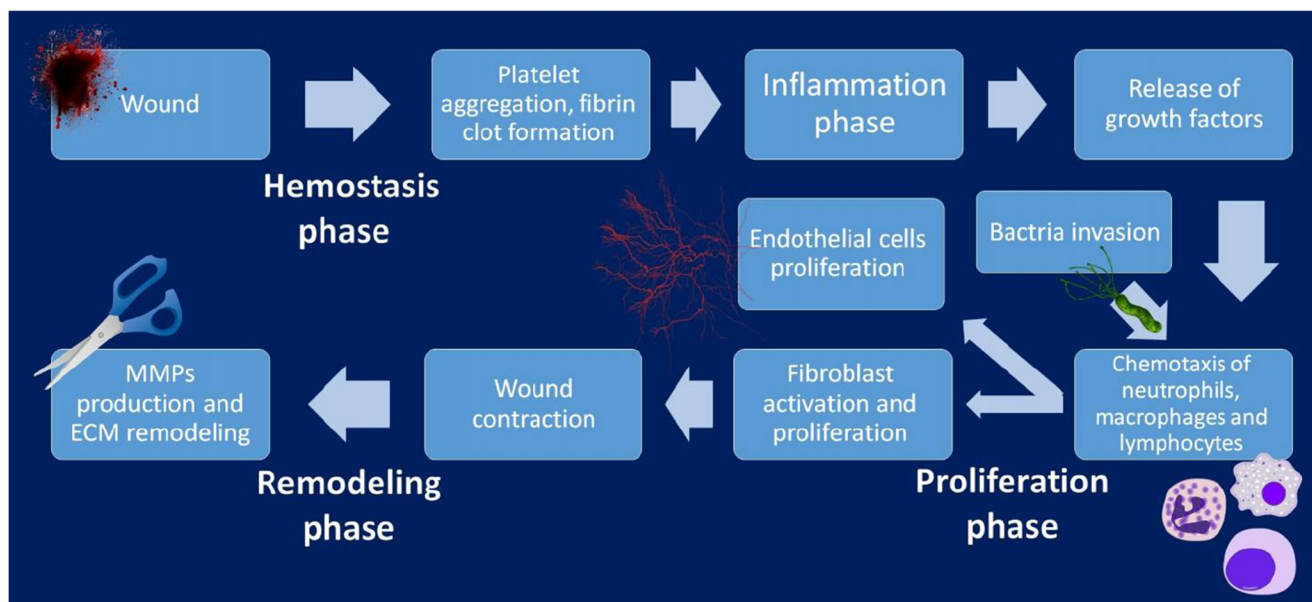 Wound
Platelet
aggregation, fibrin
clot formation
Inflammation
phase
Release of
growth factors
Hemostasis
phase
Endothelial cells
proliferation
Bactria invasion
MMPs
production and
ECM remodeling
Wound
contraction
Fibroblast
activation and
proliferation
Chemotaxis of
neutrophils,
macrophages and
lymphocytes
Remodeling
phase
Proliferation
phase